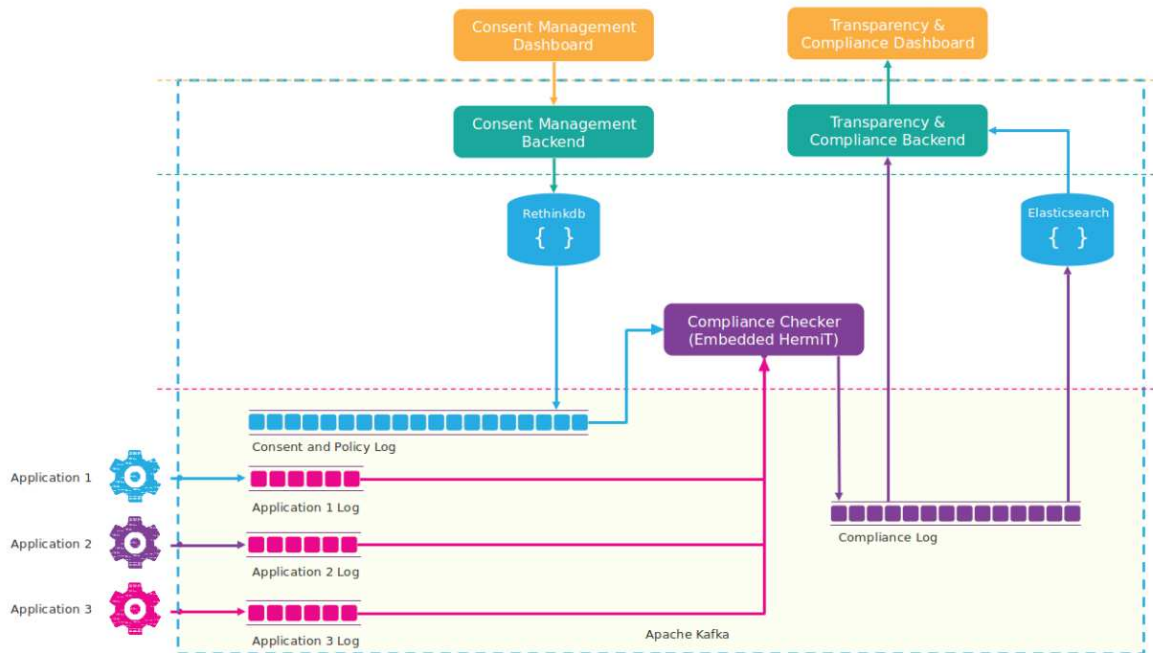 Consent Management
Dashboard
Transparency &
Compliance Dashboard
Consent Management
Backend
Transparency &
Compliance Backend
Rethinkdb
{ }
Elasticsearch
{ }
Compliance Checker
(Embedded HermiT)
Consent and Policy Log
Application 1
Application 1 Log
Application 2
Application 2 Log
Compliance Log
Application 3
Application 3 Log
Apache Kafka